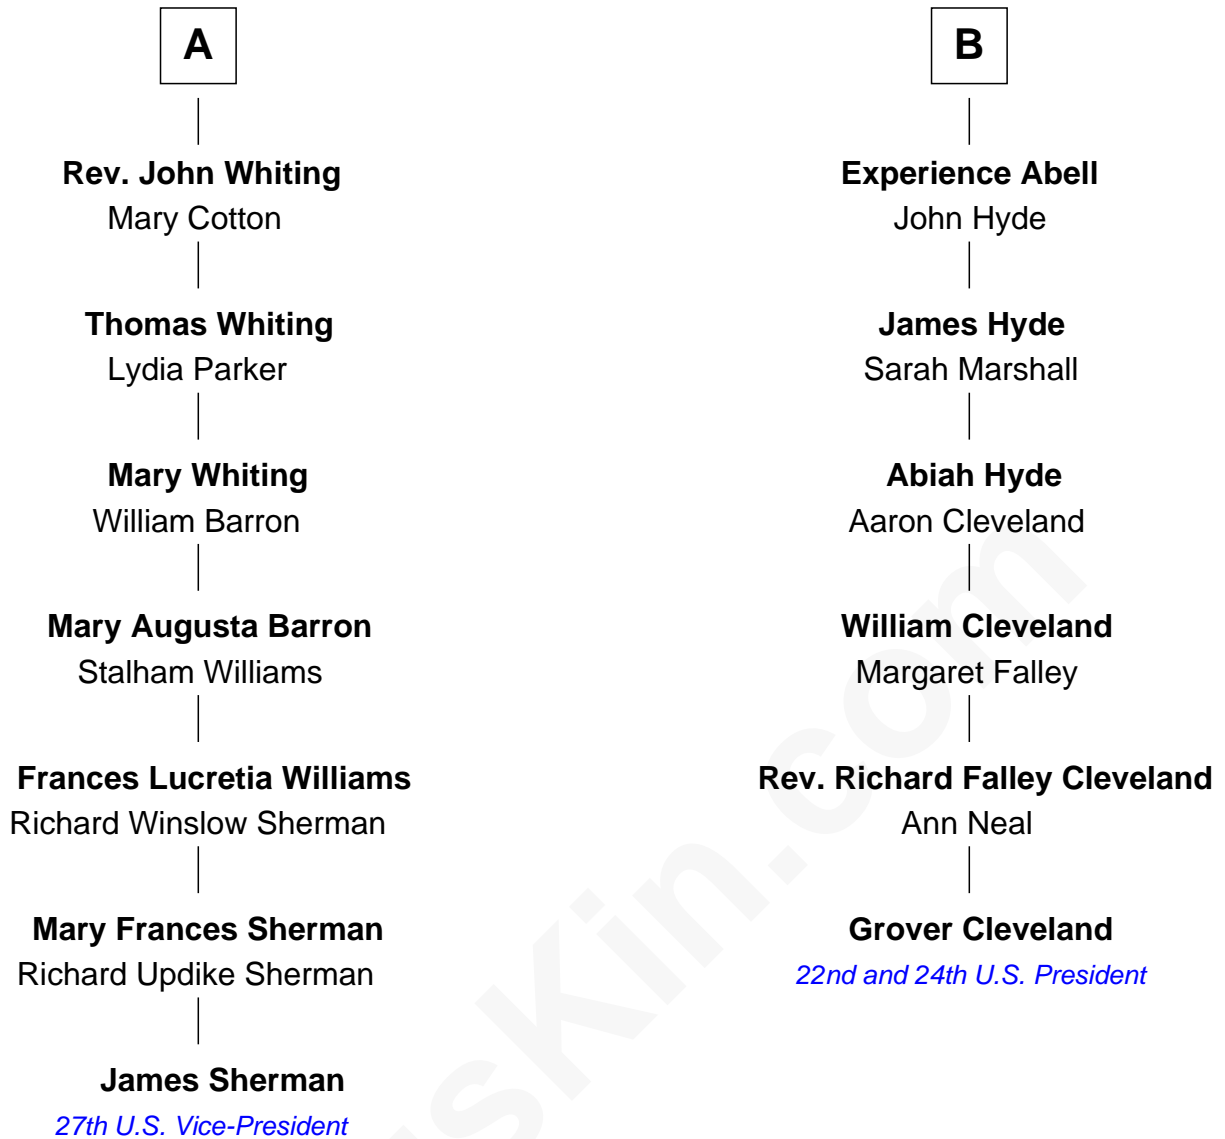 A
Rev. John Whiting
Mary Cotton
Thomas Whiting
Lydia Parker
Mary Whiting
William Barron
Mary Augusta Barron
Stalham Williams
Frances Lucretia Williams
Richard Winslow Sherman
Mary Frances Sherman
Richard Updike Sherman
James Sherman
27th U.S. Vice-President
B
Experience Abell
John Hyde
James Hyde
Sarah Marshall
Abiah Hyde
Aaron Cleveland
William Cleveland
Margaret Falley
Rev. Richard Falley Cleveland
Ann Neal
Grover Cleveland
22nd and 24th U.S. President
sKin.com